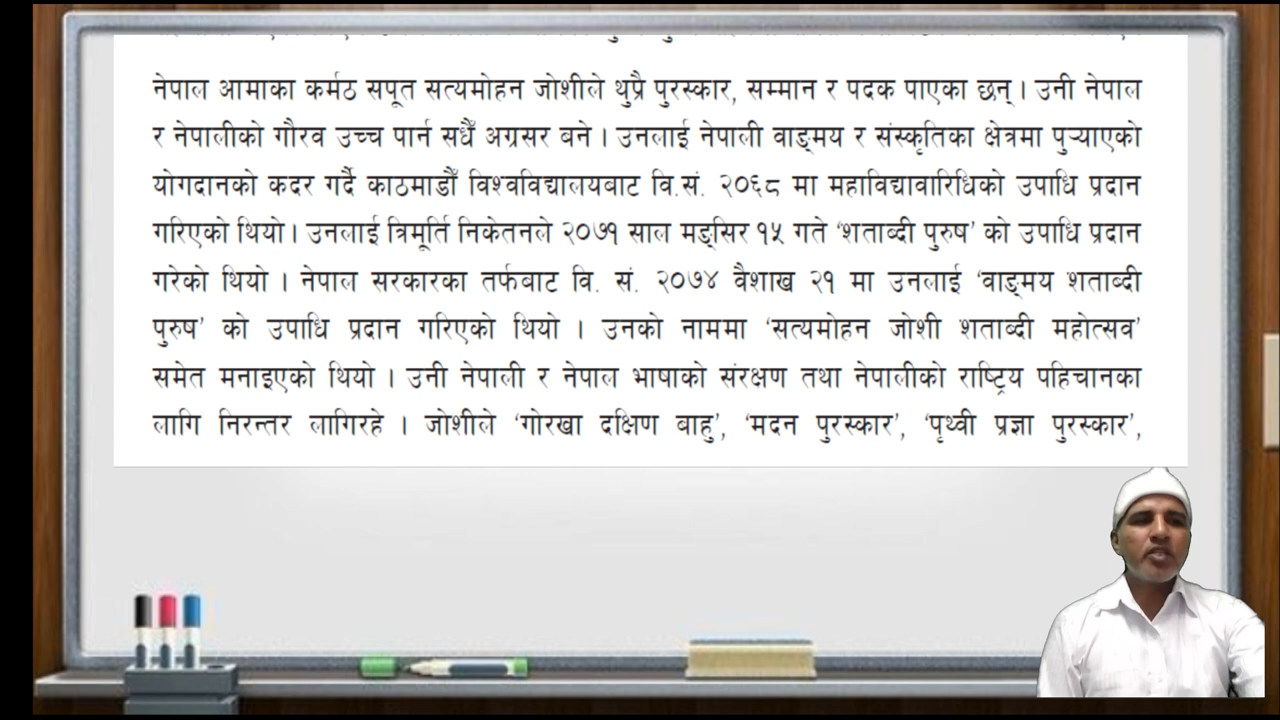 नेपाल आमाका कर्मठ सपूत सत्यमोहन जोशीले थुप्रै पुरस्कार, सम्मान र पदक पाएका छन् । उनी नेपाल
र नेपालीको गौरव उच्च पार्न सधैँ अग्रसर बने । उनलाई नेपाली वाङ्मय र संस्कृतिका क्षेत्रमा पुऱ्याएको
योगदानको कदर गर्दै काठमाडौँ विश्वविद्यालयबाट वि.सं. २०६८ मा महाविद्यावारिधिको उपाधि प्रदान
गरिएको थियो । उनलाई त्रिमूर्ति निकेतनले २०७१ साल मङ्सिर १५ गते ‘शताब्दी पुरुष’ को उपाधि प्रदान
गरेको थियो । नेपाल सरकारका तर्फबाट वि. सं. २०७४ वैशाख २१ मा उनलाई ‘वाङ्मय शताब्दी
पुरुष’ को उपाधि प्रदान गरिएको थियो । उनको नाममा ‘सत्यमोहन जोशी शताब्दी महोत्सव’
समेत मनाइएको थियो । उनी नेपाली र नेपाल भाषाको संरक्षण तथा नेपालीको राष्ट्रिय पहिचानका
लागि निरन्तर लागिरहे । जोशीले ‘गोरखा दक्षिण बाहु’, ‘मदन पुरस्कार’, ‘पृथ्वी प्रज्ञा पुरस्कार’,